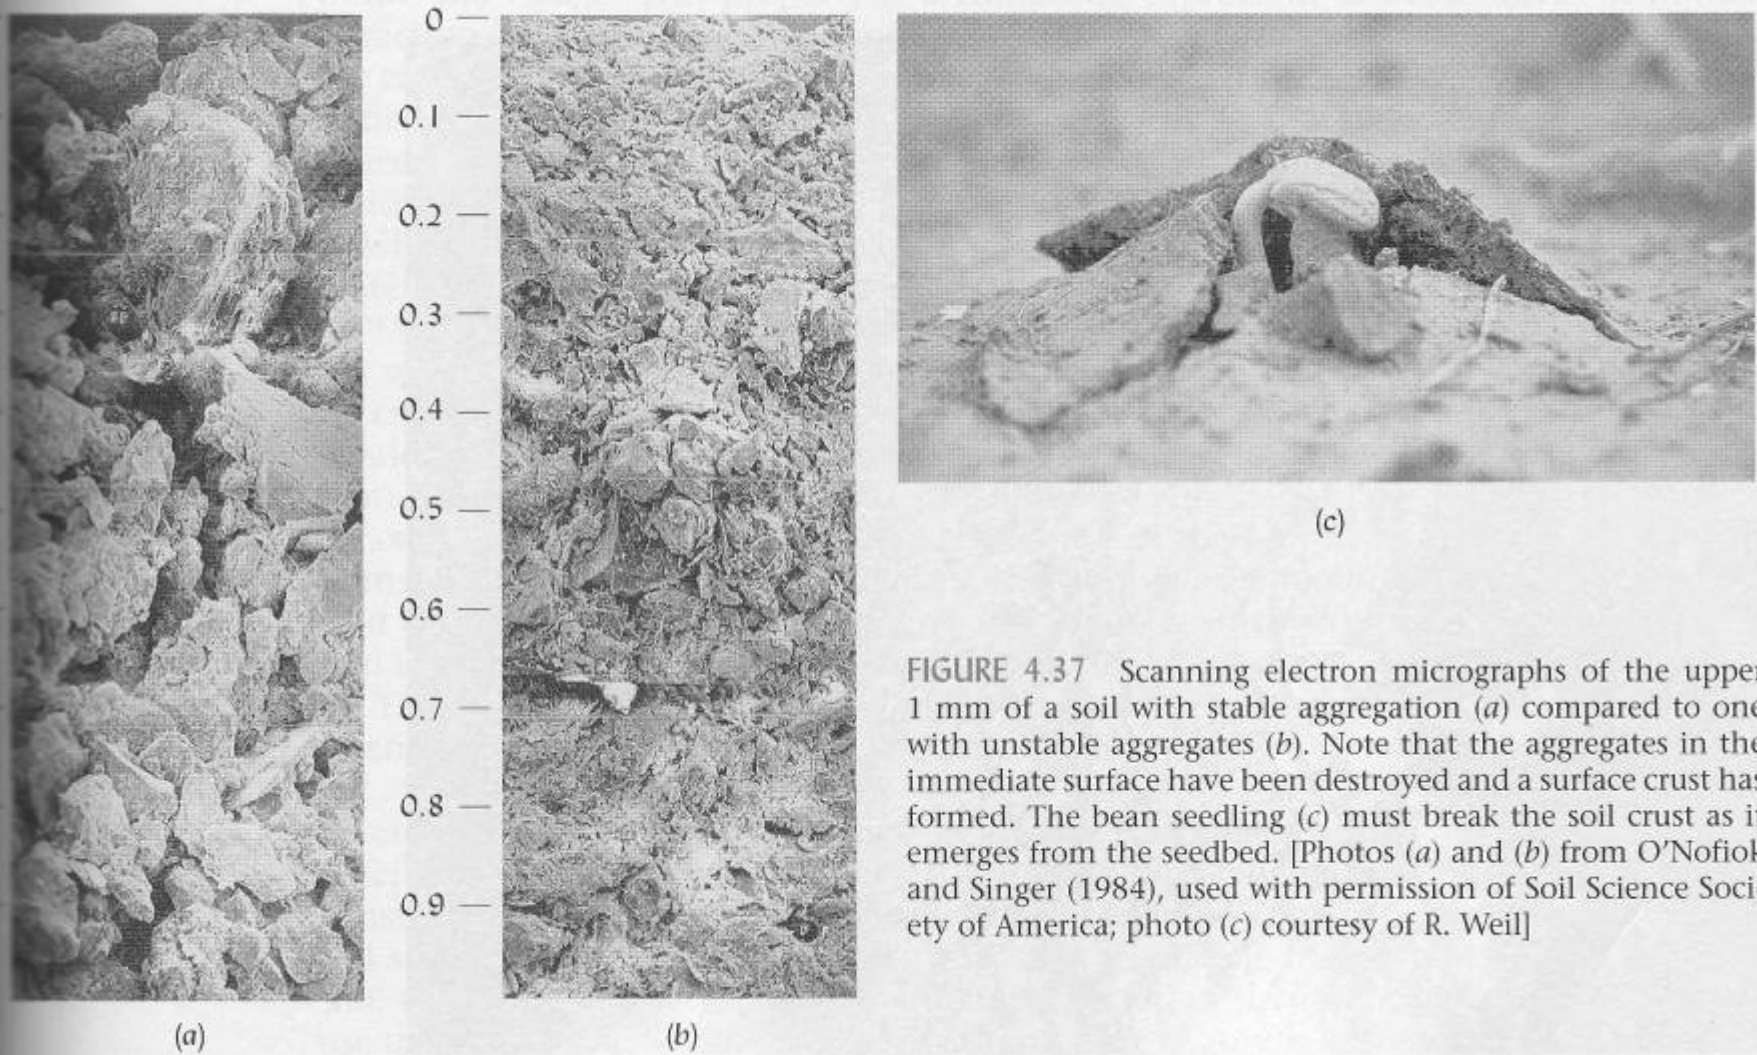 0
0.1
0.2
0.3
0.4
0.5
0.6
0.7
0.8
0.9
(a)
(b)
(c)
FIGURE 4.37 Scanning electron micrographs of the upper
1 mm of a soil with stable aggregation (a) compared to one
with unstable aggregates (b). Note that the aggregates in the
immediate surface have been destroyed and a surface crust has
formed. The bean seedling (c) must break the soil crust as i
emerges from the seedbed. [Photos (a) and (b) from O'Nofiok
and Singer (1984), used with permission of Soil Science Soci-
ety of America; photo (c) courtesy of R. Weil]